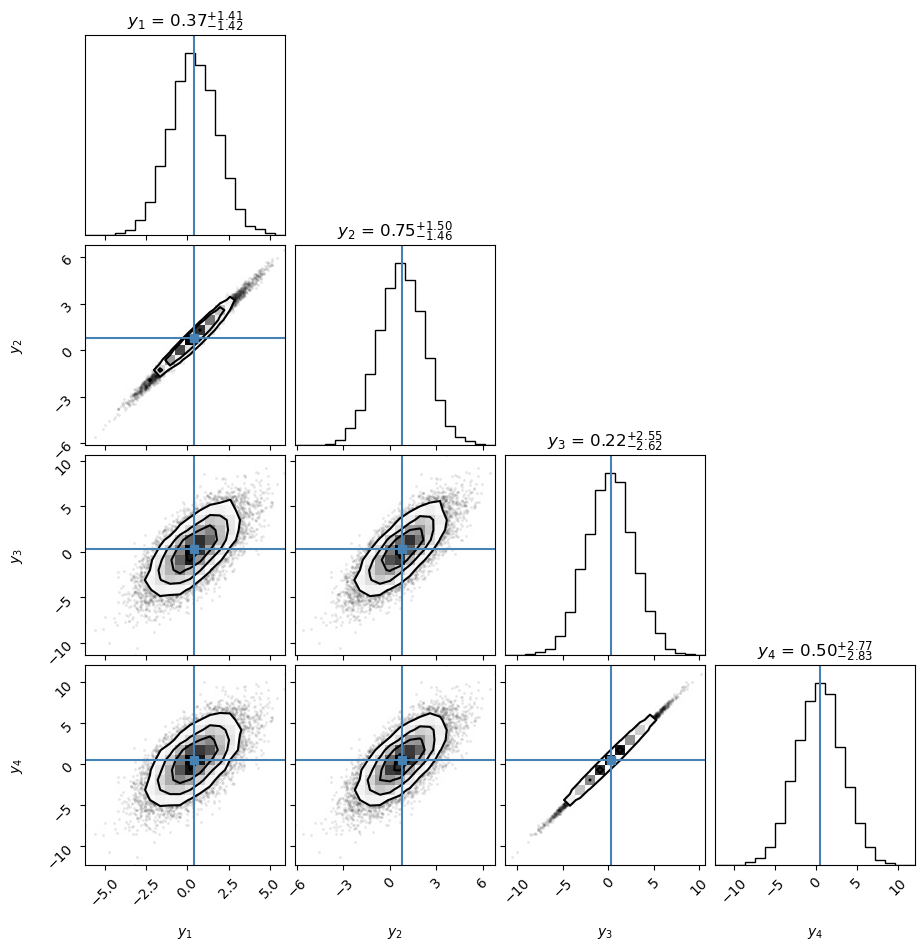 y₁ = 0.37+1.41−1.42
y₂ = 0.75+1.50−1.46
6
3
0
−3
−6
y₂
y₃ = 0.22+2.55−2.62
10
5
0
−5
−10
y₃
y₄ = 0.50+2.77−2.83
10
5
0
−5
−10
y₄
−5.0 −2.5 0.0 2.5 5.0
−6 −3 0 3 6
−10 −5 0 5 10
−10 −5 0 5 10
y₁ y₂ y₃ y₄